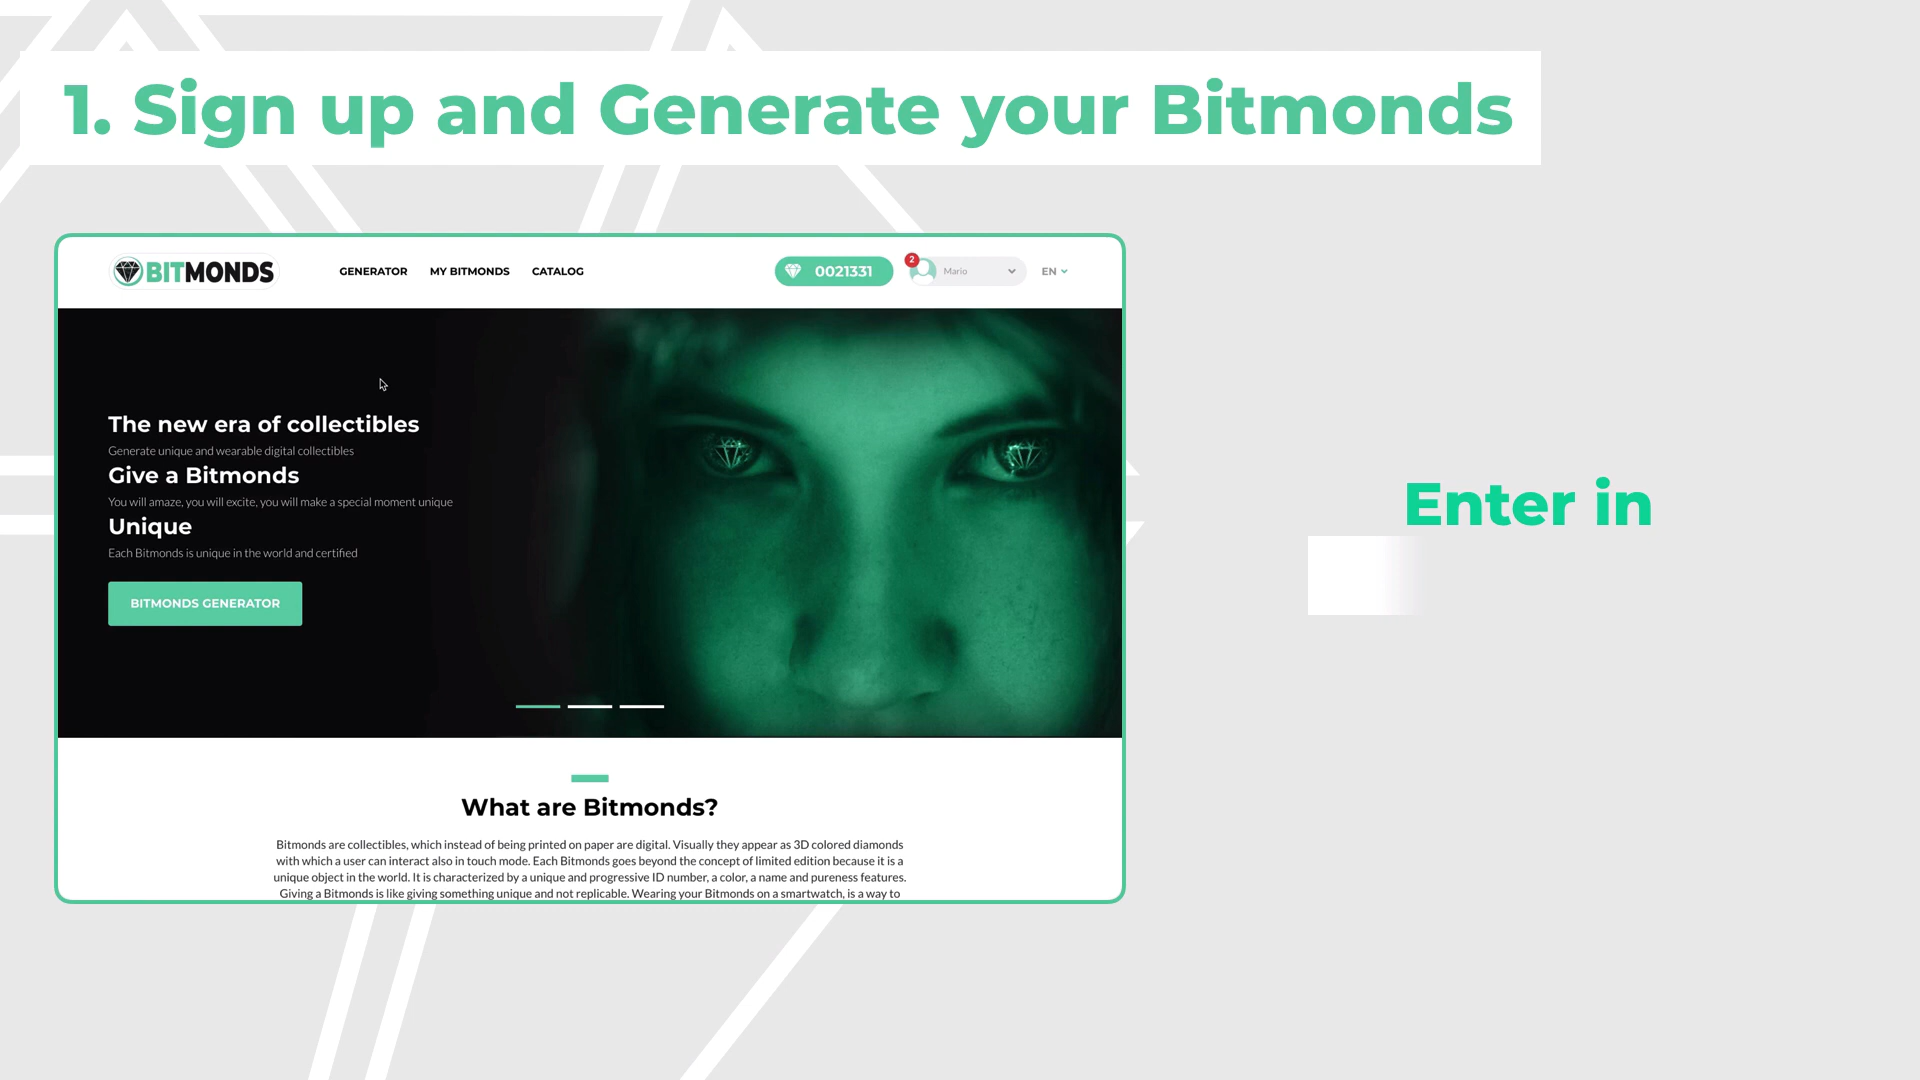 1. Sign up and Generate your Bitmonds
BITMONDS
GENERATOR
MY BITMONDS
CATALOG
0021331
2
Mario
EN
The new era of collectibles
Generate unique and wearable digital collectibles
Give a Bitmonds
You will amaze, you will excite, you will make a special moment unique
Unique
Each Bitmonds is unique in the world and certified
BITMONDS GENERATOR
What are Bitmonds?
Bitmonds are collectibles, which instead of being printed on paper are digital. Visually they appear as 3D colored diamonds
with which a user can interact also in touch mode. Each Bitmonds goes beyond the concept of limited edition because it is a
unique object in the world. It is characterized by a unique and progressive ID number, a color, a name and pureness features.
Giving a Bitmonds is like giving something unique and not replicable. Wearing your Bitmonds on a smartwatch, is a way to
Enter in